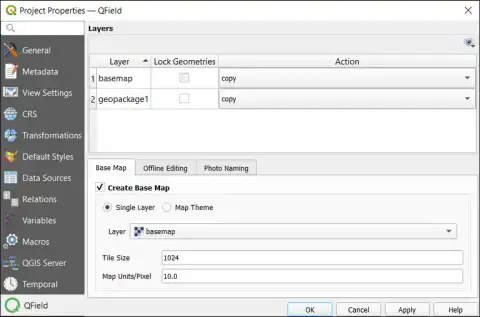 Project Properties — QField
General
Metadata
View Settings
CRS
Transformations
Default Styles
Data Sources
Relations
Variables
Macros
QGIS Server
Temporal
QField
Layers
Layer Lock Geometries Action
1 basemap copy
2 geopackage1 copy
Base Map Offline Editing Photo Naming
Create Base Map
Single Layer Map Theme
Layer basemap
Tile Size 1024
Map Units/Pixel 10.0
OK Cancel Apply Help